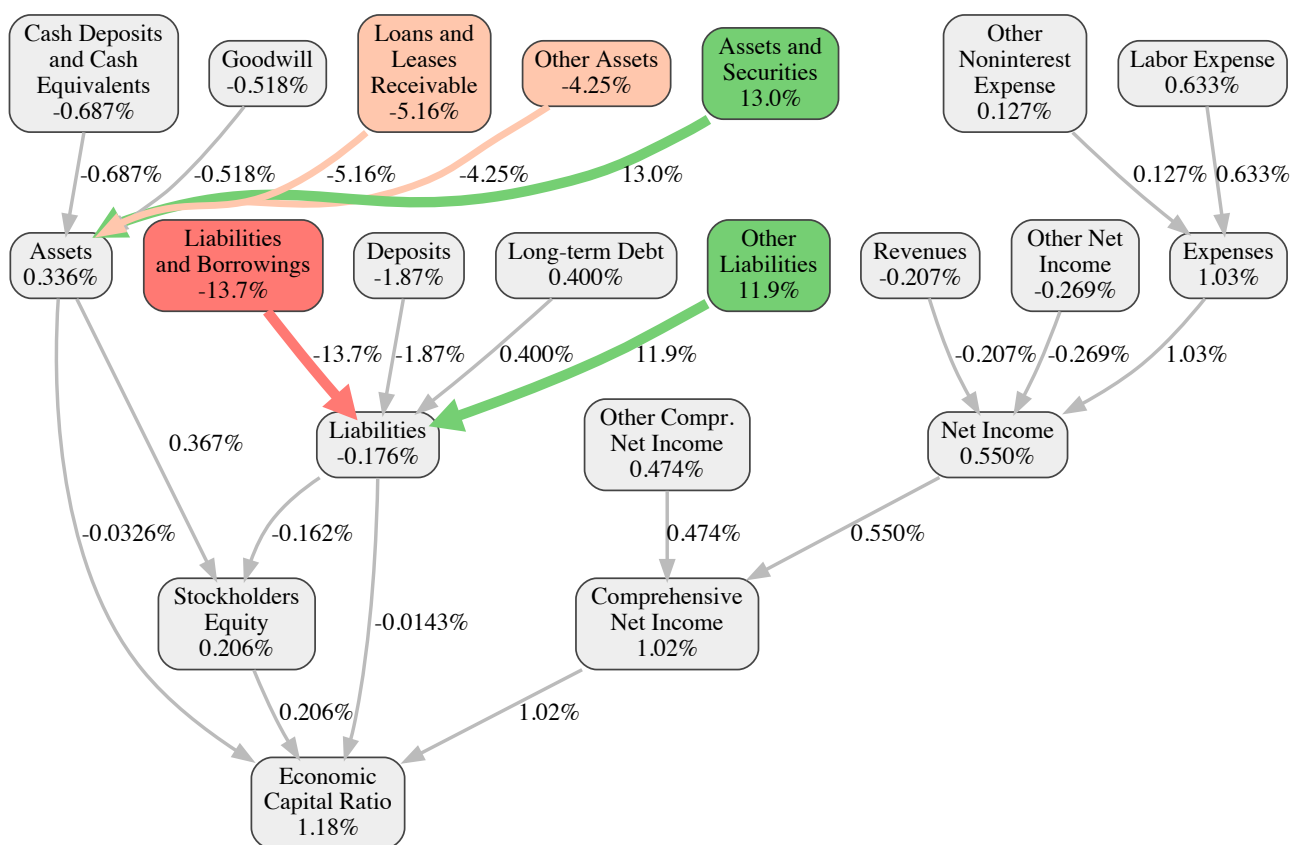 Cash Deposits
and Cash
Equivalents
-0.687%
Goodwill
-0.518%
Loans and
Leases
Receivable
-5.16%
Other Assets
-4.25%
Assets and
Securities
13.0%
Other
Noninterest
Expense
0.127%
Labor Expense
0.633%
-0.687%
-0.518%
-5.16%
-4.25%
13.0%
0.127%
0.633%
Assets
0.336%
Liabilities
and Borrowings
-13.7%
Deposits
-1.87%
Long-term Debt
0.400%
Other
Liabilities
11.9%
Revenues
-0.207%
Other Net
Income
-0.269%
Expenses
1.03%
-13.7%
-1.87%
0.400%
11.9%
-0.207%
-0.269%
1.03%
0.367%
Liabilities
-0.176%
Other Compr.
Net Income
0.474%
Net Income
0.550%
-0.0326%
-0.162%
0.474%
0.550%
Stockholders
Equity
0.206%
-0.0143%
Comprehensive
Net Income
1.02%
0.206%
1.02%
Economic
Capital Ratio
1.18%